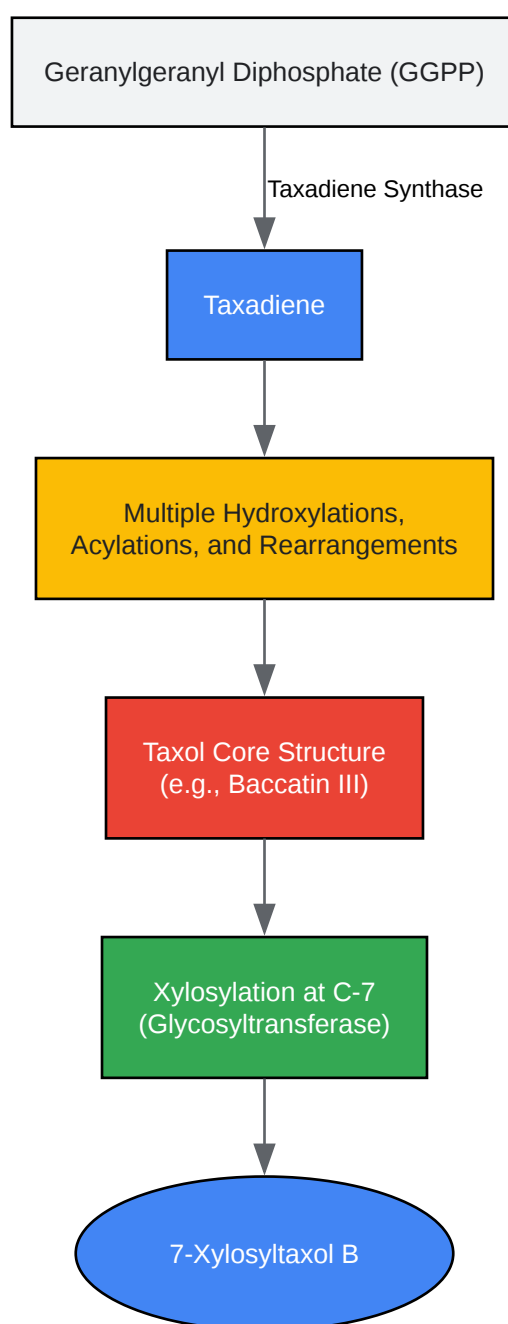 Geranylgeranyl Diphosphate (GGPP)
Taxadiene Synthase
Taxadiene
Multiple Hydroxylations,
Acylations, and Rearrangements
Taxol Core Structure
(e.g., Baccatin III)
Xylosylation at C-7
(Glycosyltransferase)
7-Xylosyltaxol B